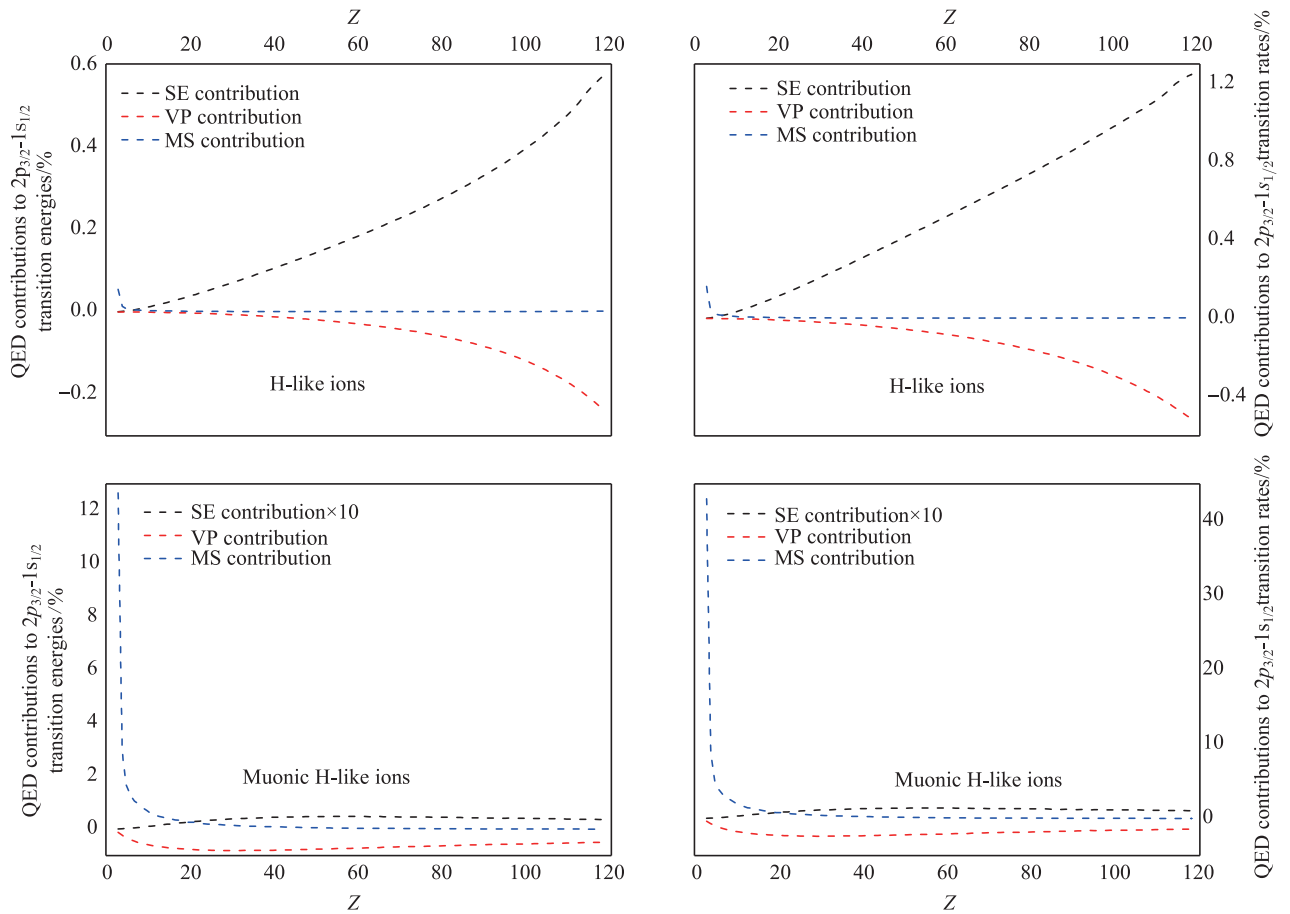 Z
0 20 40 60 80 100 120
0.6
0.4
0.2
0.0
−0.2
QED contributions to 2p3/2-1s1/2
transition energies/%
SE contribution
VP contribution
MS contribution
H-like ions
Z
0 20 40 60 80 100 120
1.2
0.8
0.4
0.0
−0.4
QED contributions to 2p3/2-1s1/2transition rates/%
SE contribution
VP contribution
MS contribution
H-like ions
12
10
8
6
4
2
0
QED contributions to 2p3/2-1s1/2
transition energies/%
SE contribution×10
VP contribution
MS contribution
Muonic H-like ions
0 20 40 60 80 100 120
Z
40
30
20
10
0
QED contributions to 2p3/2-1s1/2transition rates/%
SE contribution×10
VP contribution
MS contribution
Muonic H-like ions
0 20 40 60 80 100 120
Z